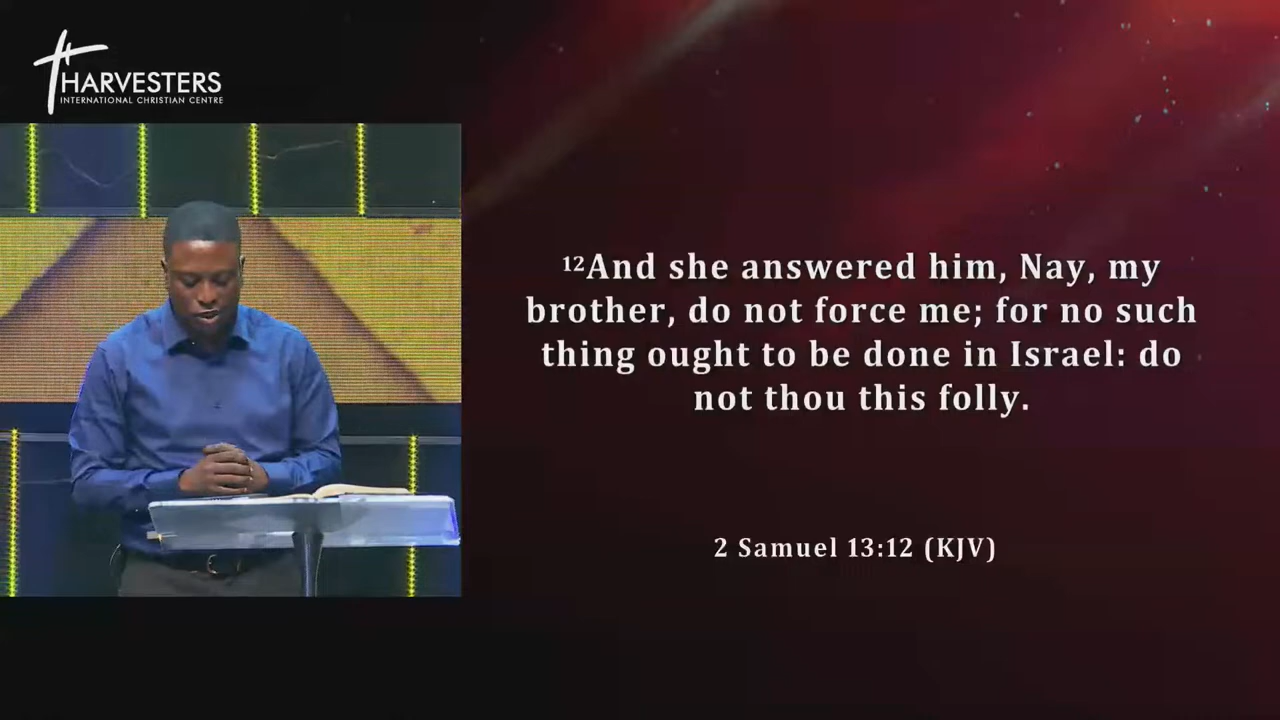 HARVESTERS
INTERNATIONAL CHRISTIAN CENTRE
¹²And she answered him, Nay, my
brother, do not force me; for no such
thing ought to be done in Israel: do
not thou this folly.
2 Samuel 13:12 (KJV)